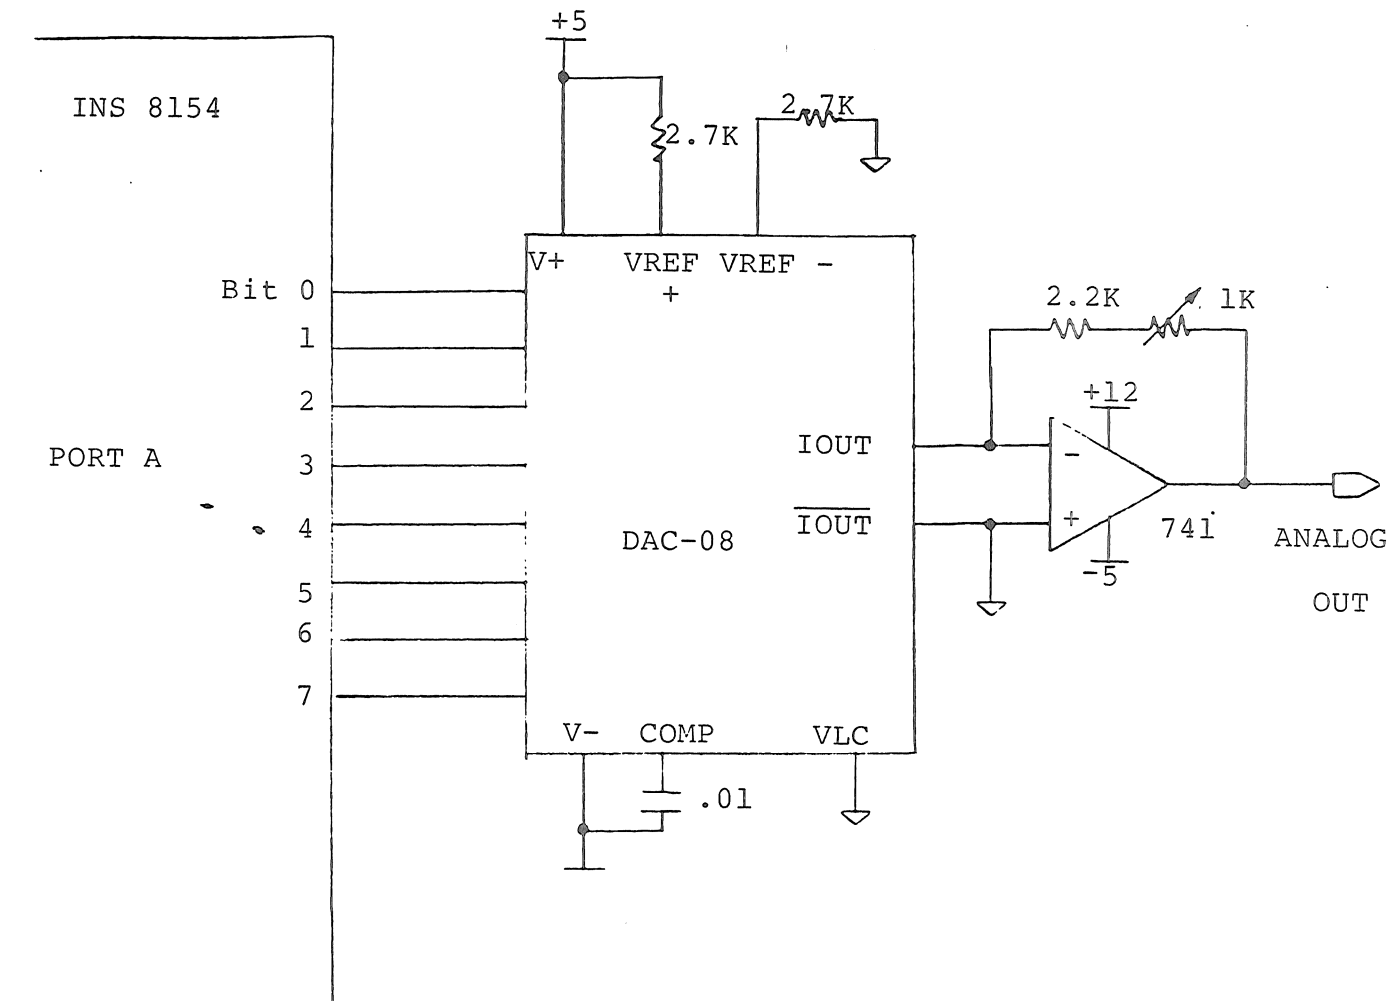 +5
INS 8154
2.7K
2.7K
V+ VREF VREF -
+
Bit 0
1
2
PORT A 3
4
5
6
7
2.2K 1K
+12
IOUT
-
IOUT
+
DAC-08
741
-5
ANALOG
OUT
V- COMP VLC
.01